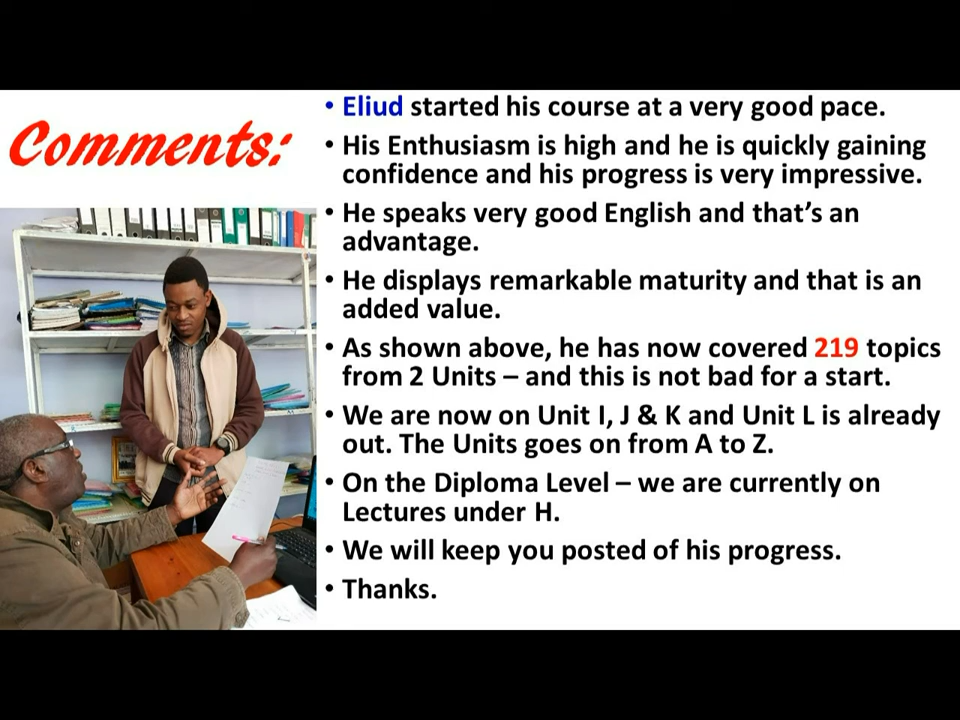 Comments:
• Eliud started his course at a very good pace.
• His Enthusiasm is high and he is quickly gaining
confidence and his progress is very impressive.
• He speaks very good English and that's an
advantage.
• He displays remarkable maturity and that is an
added value.
• As shown above, he has now covered 219 topics
from 2 Units – and this is not bad for a start.
• We are now on Unit I, J & K and Unit L is already
out. The Units goes on from A to Z.
• On the Diploma Level – we are currently on
Lectures under H.
• We will keep you posted of his progress.
• Thanks.